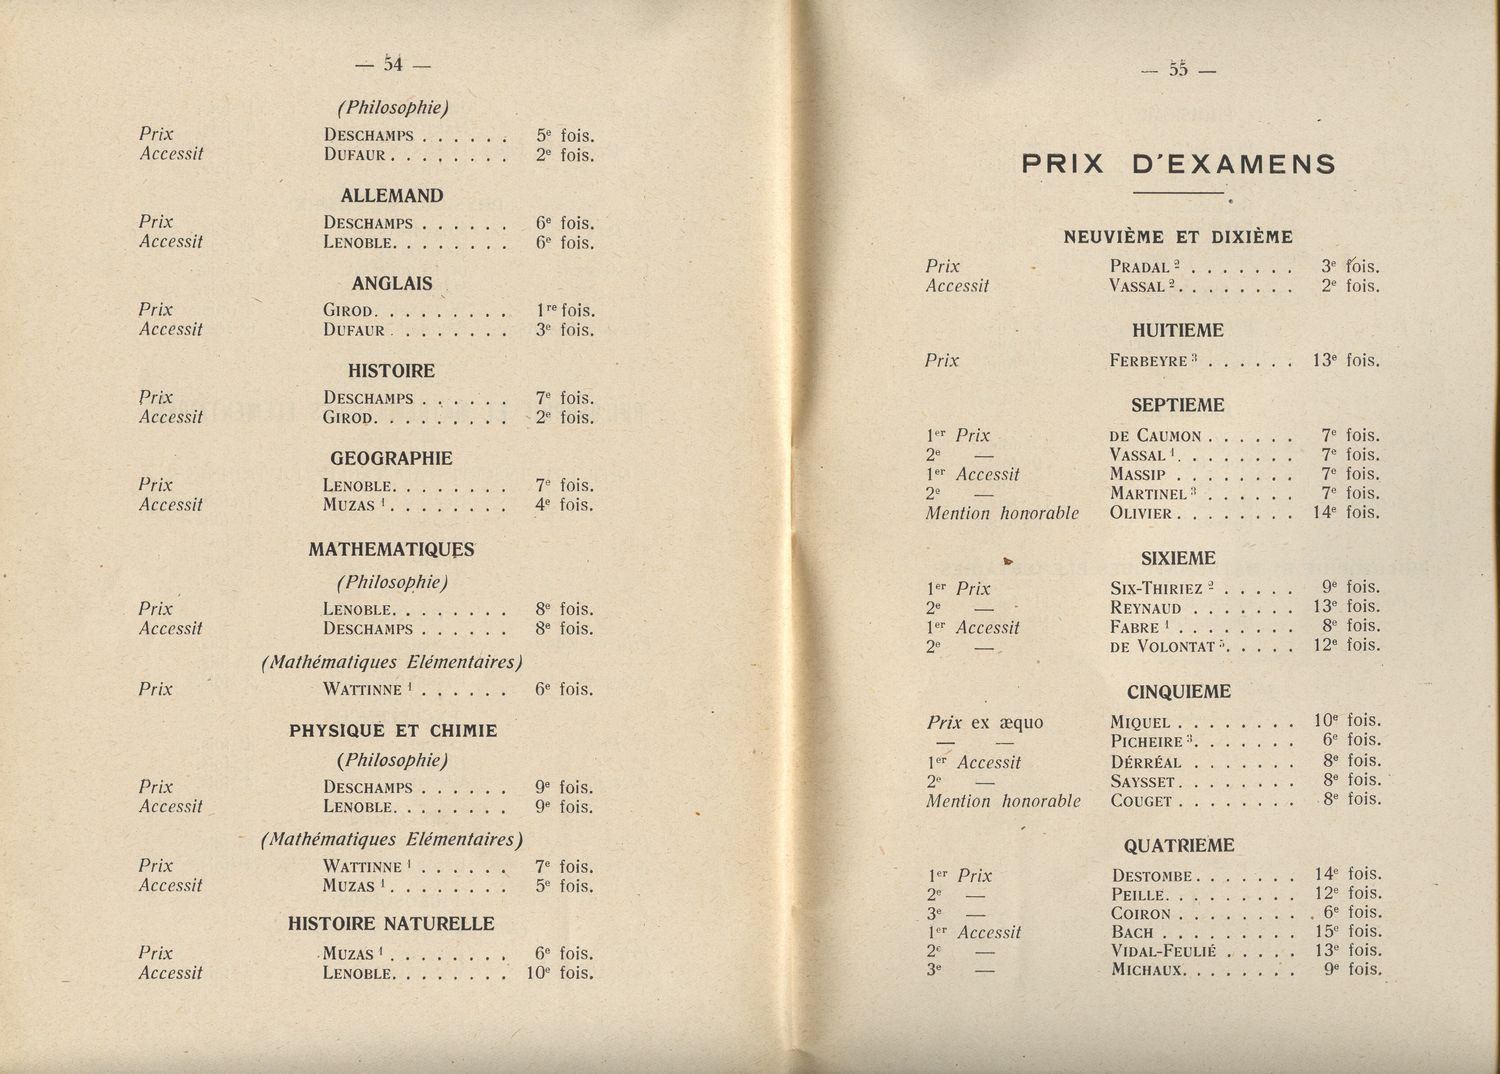 — 54 —
(Philosophie)
Prix DESCHAMPS . . . . . . 5e fois.
Accessit DUFAUR . . . . . . . . 2e fois.
ALLEMAND
Prix DESCHAMPS . . . . . . 6e fois.
Accessit LENOBLE. . . . . . . . 6e fois.
ANGLAIS
Prix GIROD. . . . . . . . . 1re fois.
Accessit DUFAUR . . . . . . . . 3e fois.
HISTOIRE
Prix DESCHAMPS . . . . . . 7e fois.
Accessit GIROD. . . . . . . . . 2e fois.
GEOGRAPHIE
Prix LENOBLE. . . . . . . . 7e fois.
Accessit MUZAS 1. . . . . . . . 4e fois.
MATHEMATIQUES
(Philosophie)
Prix LENOBLE. . . . . . . . 8e fois.
Accessit DESCHAMPS . . . . . . 8e fois.
(Mathématiques Elémentaires)
Prix WATTINNE 1 . . . . . . 6e fois.
PHYSIQUE ET CHIMIE
(Philosophie)
Prix DESCHAMPS . . . . . . 9e fois.
Accessit LENOBLE. . . . . . . . 9e fois.
(Mathématiques Elémentaires)
Prix WATTINNE 1 . . . . . . 7e fois.
Accessit MUZAS 1. . . . . . . . 5e fois.
HISTOIRE NATURELLE
Prix MUZAS 1 . . . . . . . . 6e fois.
Accessit LENOBLE. . . . . . . . 10e fois.
— 55 —
PRIX D'EXAMENS
NEUVIÈME ET DIXIÈME
Prix PRADAL 2 . . . . . . . 3e fois.
Accessit VASSAL 2. . . . . . . . 2e fois.
HUITIEME
Prix FERBEYRE 3 . . . . . . 13e fois.
SEPTIEME
1er Prix DE CAUMON . . . . . . 7e fois.
2e — VASSAL 1. . . . . . . . 7e fois.
1er Accessit MASSIP . . . . . . . . 7e fois.
2e — MARTINEL 3 . . . . . . 7e fois.
Mention honorable OLIVIER . . . . . . . . 14e fois.
SIXIEME
1er Prix SIX-THIRIEZ 2 . . . . . 9e fois.
2e — REYNAUD . . . . . . . 13e fois.
1er Accessit FABRE 1 . . . . . . . . 8e fois.
2e — DE VOLONTAT 5. . . . . 12e fois.
CINQUIEME
Prix ex æquo MIQUEL . . . . . . . . 10e fois.
— — PICHEIRE 3. . . . . . . 6e fois.
1er Accessit DÉRRÉAL . . . . . . . 8e fois.
2e — SAYSSET. . . . . . . . 8e fois.
Mention honorable COUGET . . . . . . . . 8e fois.
QUATRIEME
1er Prix DESTOMBE. . . . . . . 14e fois.
2e — PEILLE. . . . . . . . . 12e fois.
3e — COIRON . . . . . . . . . 6e fois.
1er Accessit BACH . . . . . . . . . 15e fois.
2e — VIDAL-FEULIÉ . . . . . 13e fois.
3e — MICHAUX. . . . . . . . 9e fois.